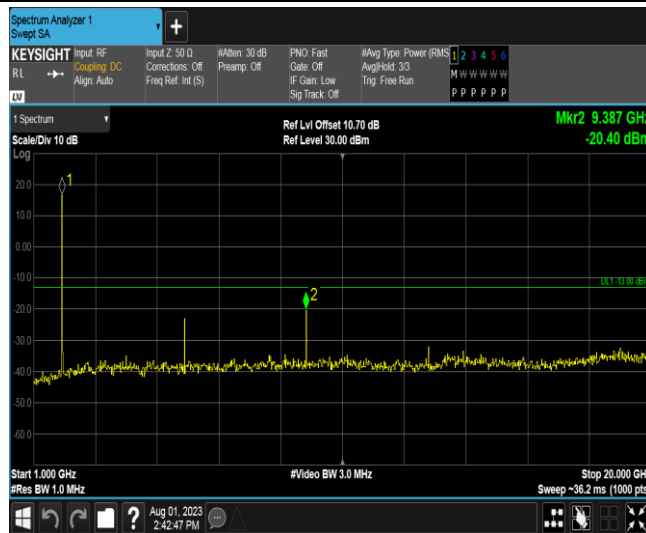 Spectrum Analyzer 1
Swept SA
+
KEYSIGHT
RL
LXI
Input: RF
Coupling: DC
Align: Auto
Input Z: 50 Ω
Corrections: Off
Freq Ref: Int (S)
#Atten: 30 dB
Preamp: Off
PNO: Fast
Gate: Off
IF Gain: Low
Sig Track: Off
#Avg Type: Power (RMS
Avg|Hold: 3/3
Trig: Free Run
1 2 3 4 5 6
M W W W W W
P P P P P P
1 Spectrum
Scale/Div 10 dB
Log
Ref Lvl Offset 10.70 dB
Ref Level 30.00 dBm
Mkr2 9.387 GHz
-20.40 dBm
20.0
10.0
0.00
-10.0
-20.0
-30.0
-40.0
-50.0
-60.0
1
2
DL1 -13.00 dBm
Start 1.000 GHz
#Res BW 1.0 MHz
#Video BW 3.0 MHz
Stop 20.000 GHz
Sweep ~36.2 ms (1000 pts
?
Aug 01, 2023
2:42:47 PM